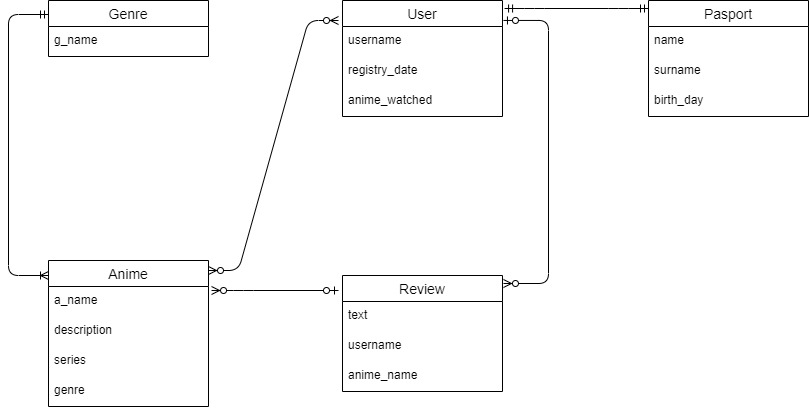 Genre
g_name
User
username
registry_date
anime_watched
Pasport
name
surname
birth_day
Anime
a_name
description
series
genre
Review
text
username
anime_name